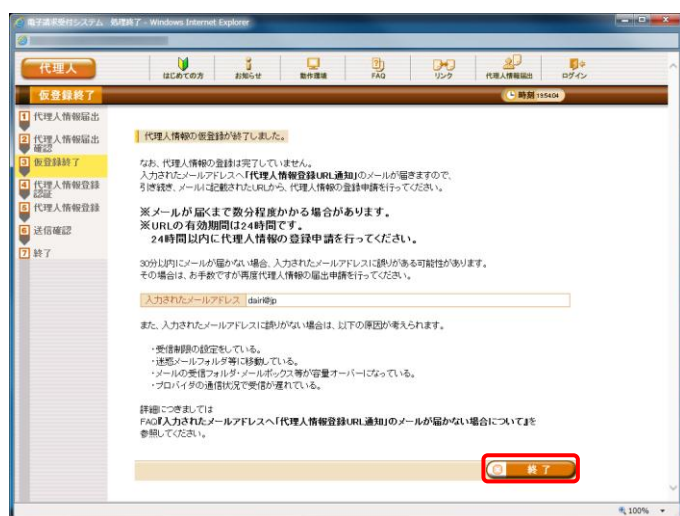 電子請求受付システム 処理終了 - Windows Internet Explorer
代理人
はじめての方 お知らせ 動作環境 FAQ リンク 代理人情報届出 ログイン
仮登録終了
時刻 185404
1 代理人情報届出
2 代理人情報届出確認
3 仮登録終了
4 代理人情報登録認証
5 代理人情報登録
6 送信確認
7 終了
代理人情報の仮登録が終了しました。
なお、代理人情報の登録は完了していません。
入力されたメールアドレスへ「代理人情報登録URL通知」のメールが届きますので、
引き続き、メールに記載されたURLから、代理人情報の登録申請を行ってください。
※メールが届くまで数分程度かかる場合があります。
※URLの有効期間は24時間です。
24時間以内に代理人情報の登録申請を行ってください。
30分以内にメールが届かない場合、入力されたメールアドレスに誤りがある可能性があります。
その場合は、お手数ですが再度代理人情報の届出申請を行ってください。
入力されたメールアドレス dairi@jp
また、入力されたメールアドレスに誤りがない場合は、以下の原因が考えられます。
・受信制限の設定をしている。
・迷惑メールフォルダ等に移動している。
・メールの受信フォルダ・メールボックス等が容量オーバーになっている。
・プロバイダの通信状況で受信が遅れている。
詳細につきましては
FAQ『入力されたメールアドレスへ「代理人情報登録URL通知」のメールが届かない場合について』を
参照してください。
終了
100%